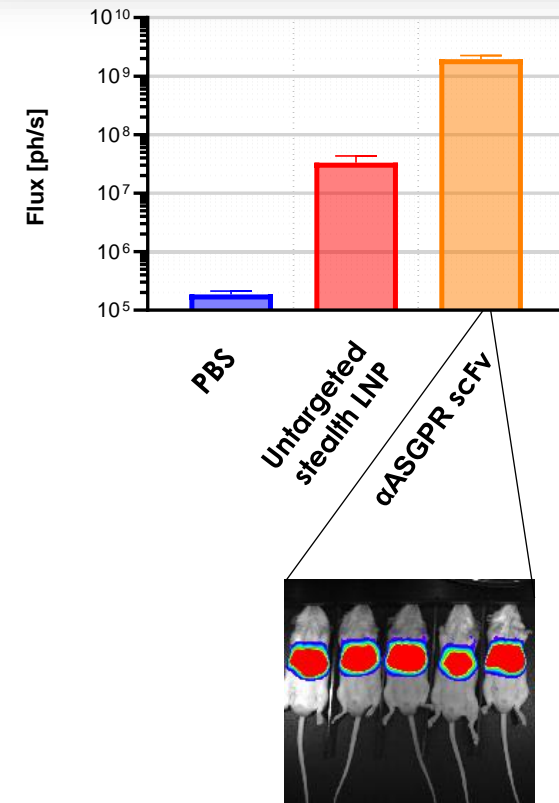 10¹⁰
10⁹
10⁸
10⁷
10⁶
10⁵
Flux [ph/s]
PBS
Untargeted
stealth LNP
αASGPR scFv